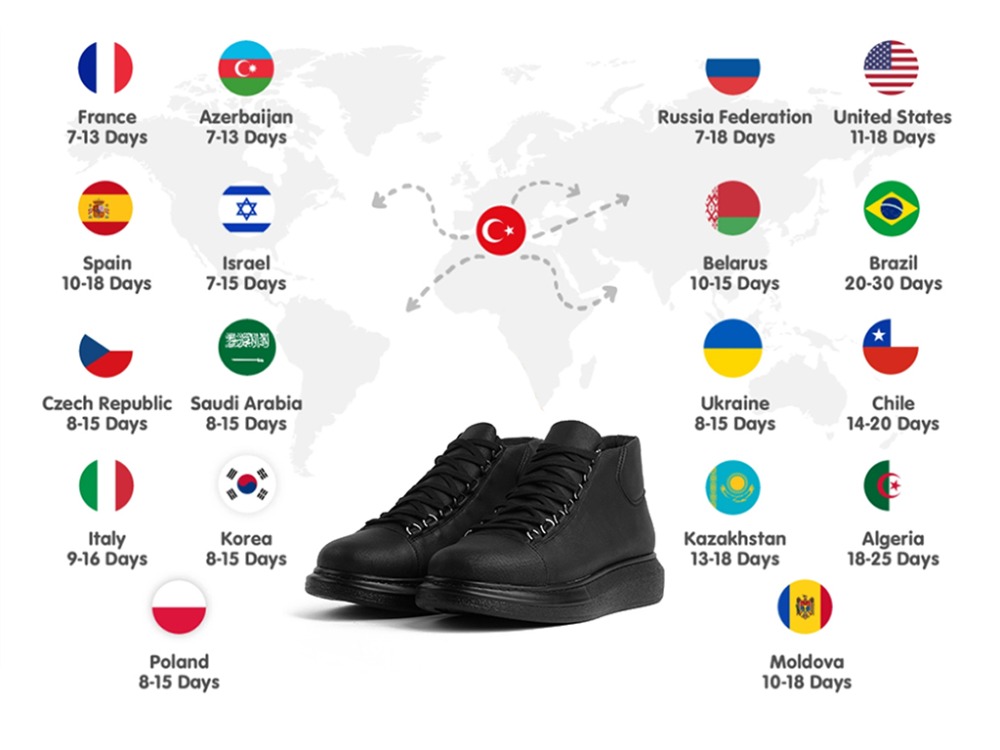 France
7-13 Days
Azerbaijan
7-13 Days
Russia Federation
7-18 Days
United States
11-18 Days
Spain
10-18 Days
Israel
7-15 Days
Belarus
10-15 Days
Brazil
20-30 Days
Czech Republic
8-15 Days
Saudi Arabia
8-15 Days
Ukraine
8-15 Days
Chile
14-20 Days
Italy
9-16 Days
Korea
8-15 Days
Kazakhstan
13-18 Days
Algeria
18-25 Days
Poland
8-15 Days
Moldova
10-18 Days